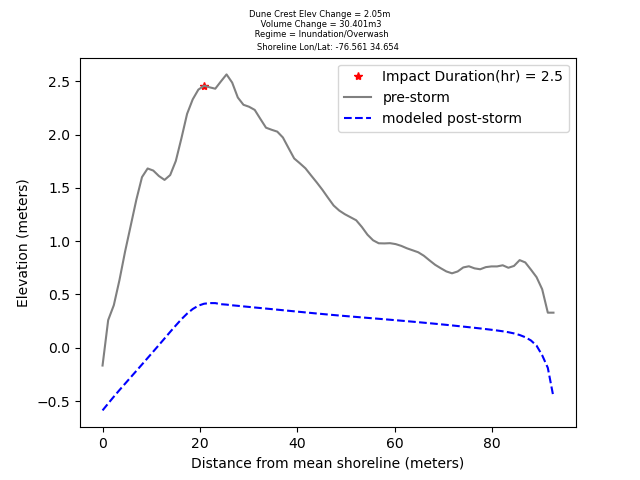 Dune Crest Elev Change = 2.05m
Volume Change = 30.401m3
Regime = Inundation/Overwash
Shoreline Lon/Lat: -76.561 34.654
Impact Duration(hr) = 2.5
pre-storm
modeled post-storm
Elevation (meters)
2.5
2.0
1.5
1.0
0.5
0.0
−0.5
0 20 40 60 80
Distance from mean shoreline (meters)